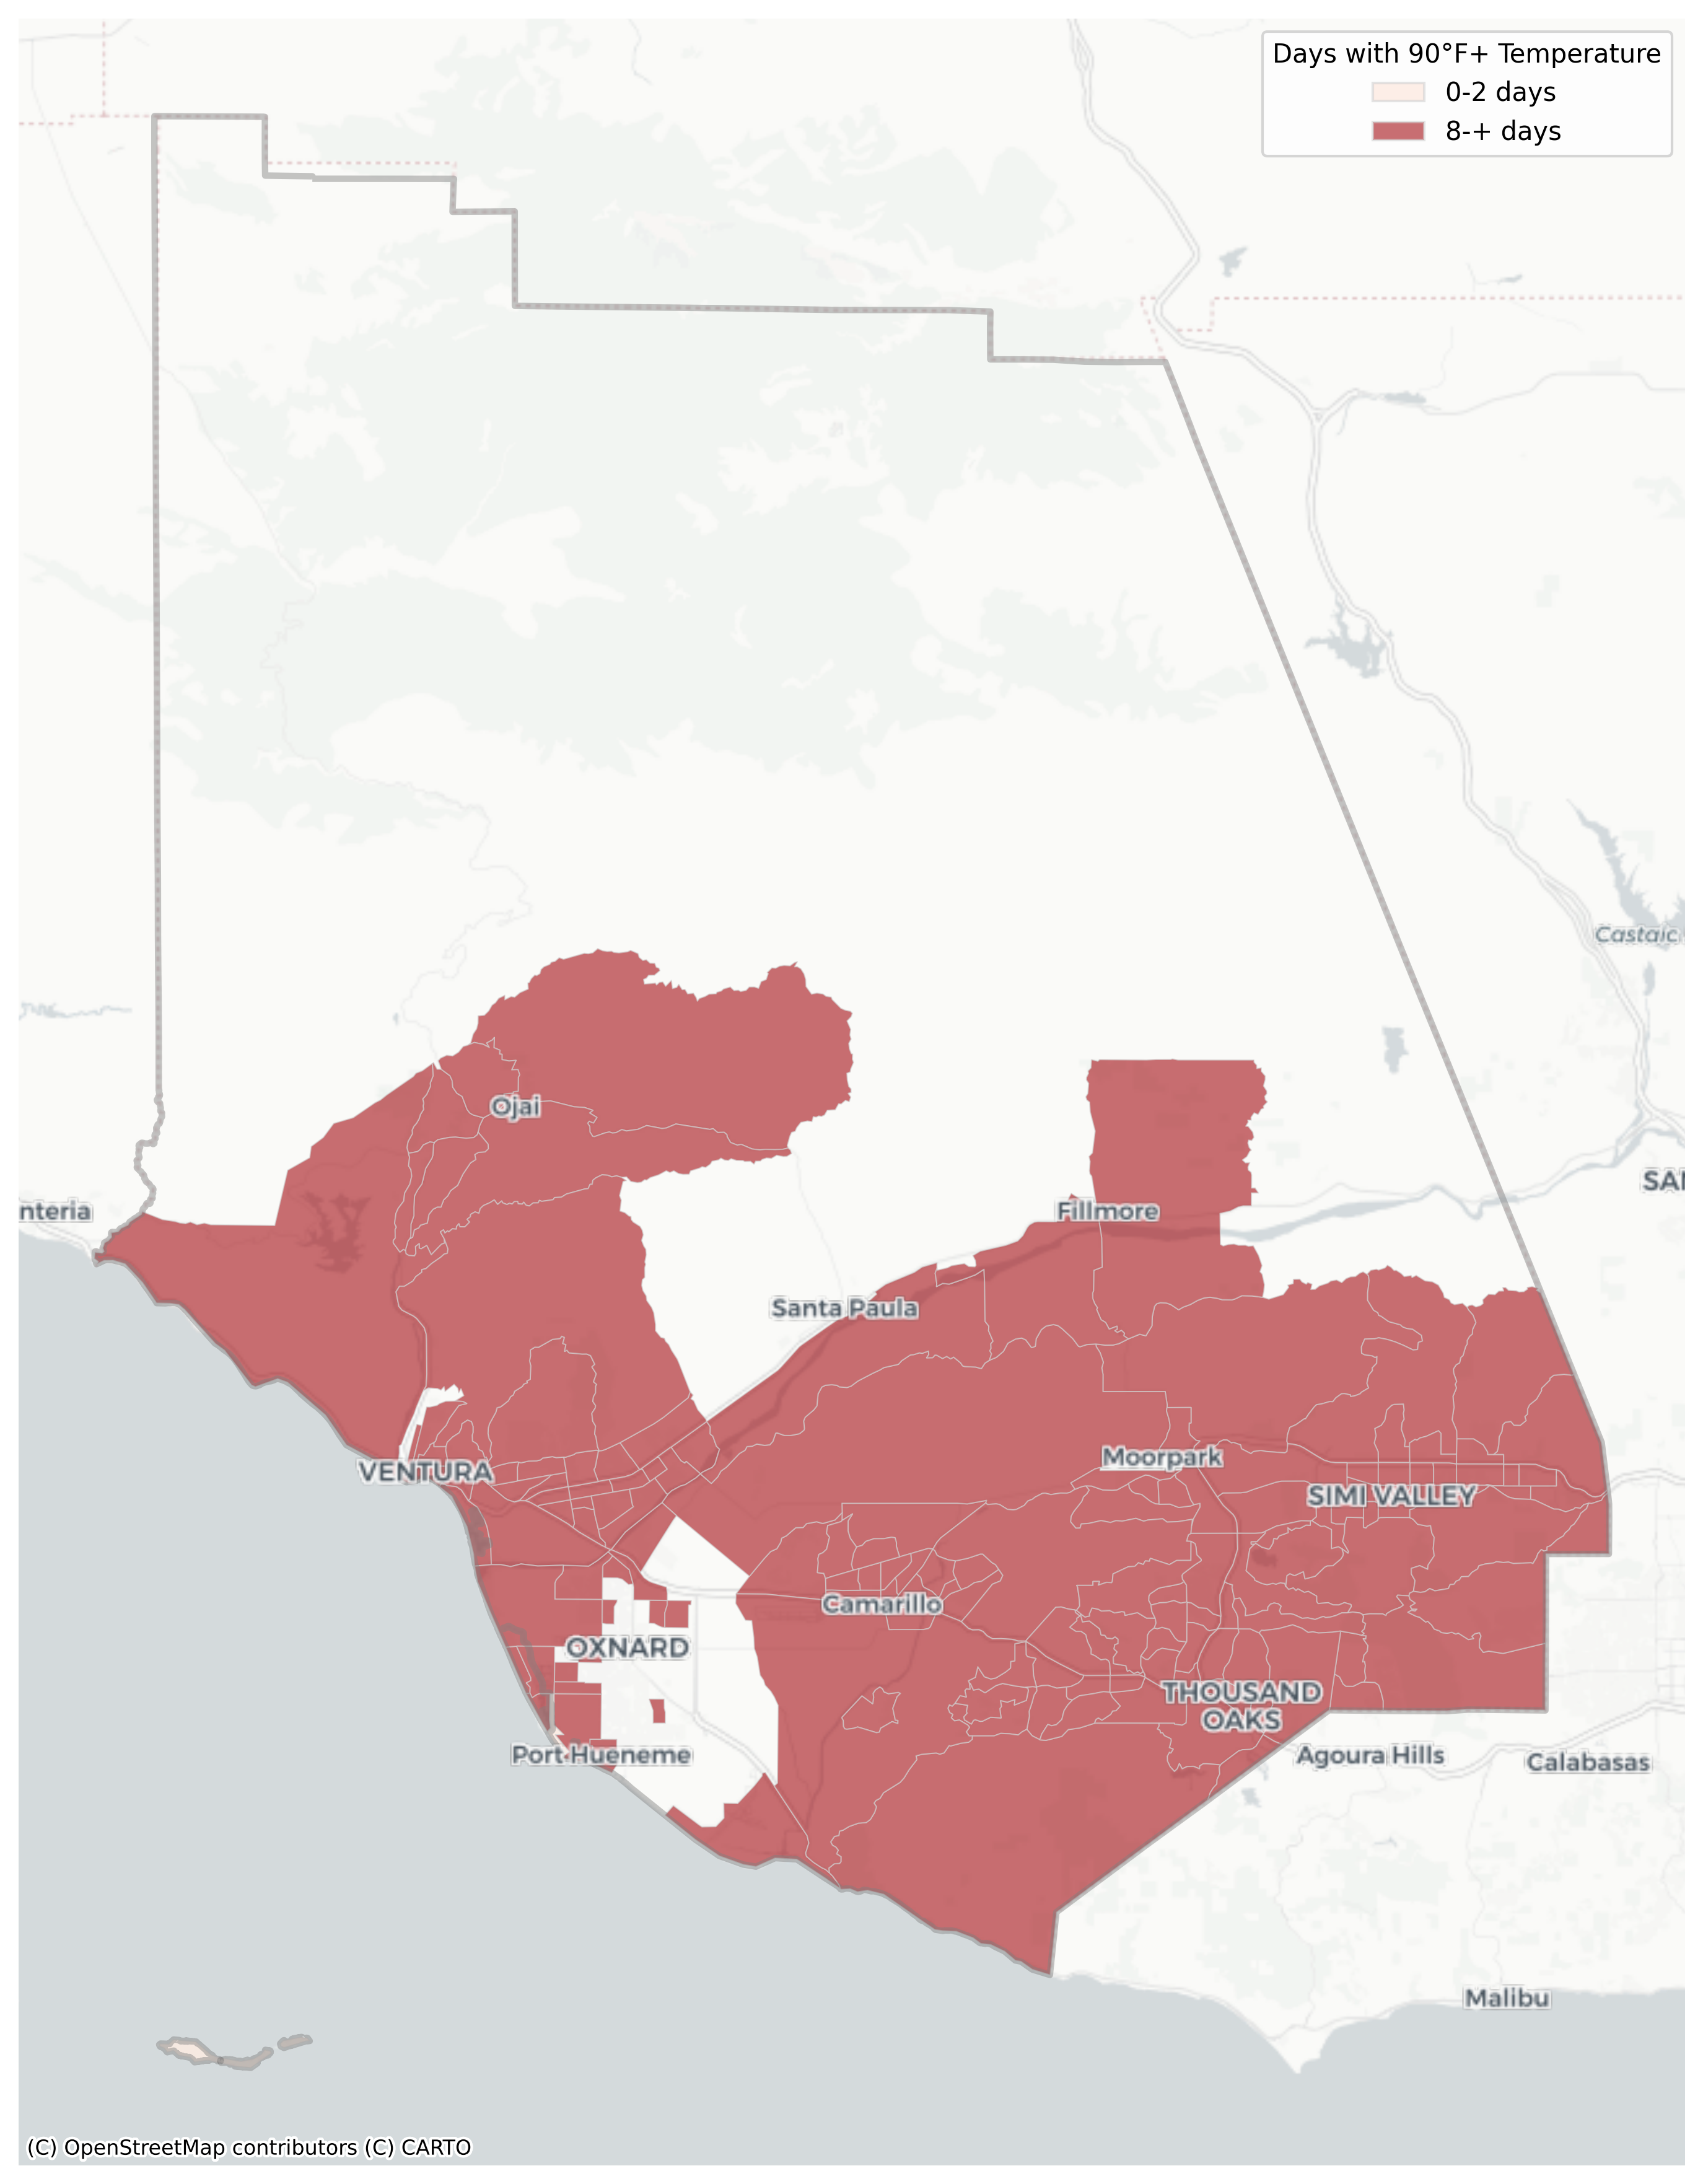 Days with 90°F+ Temperature
0-2 days
8-+ days
Castaic
Ojai
SAN
nteria
Fillmore
Santa Paula
Moorpark
VENTURA
SIMI VALLEY
Camarillo
OXNARD
THOUSAND
OAKS
Port Hueneme
Agoura Hills
Calabasas
Malibu
(C) OpenStreetMap contributors (C) CARTO